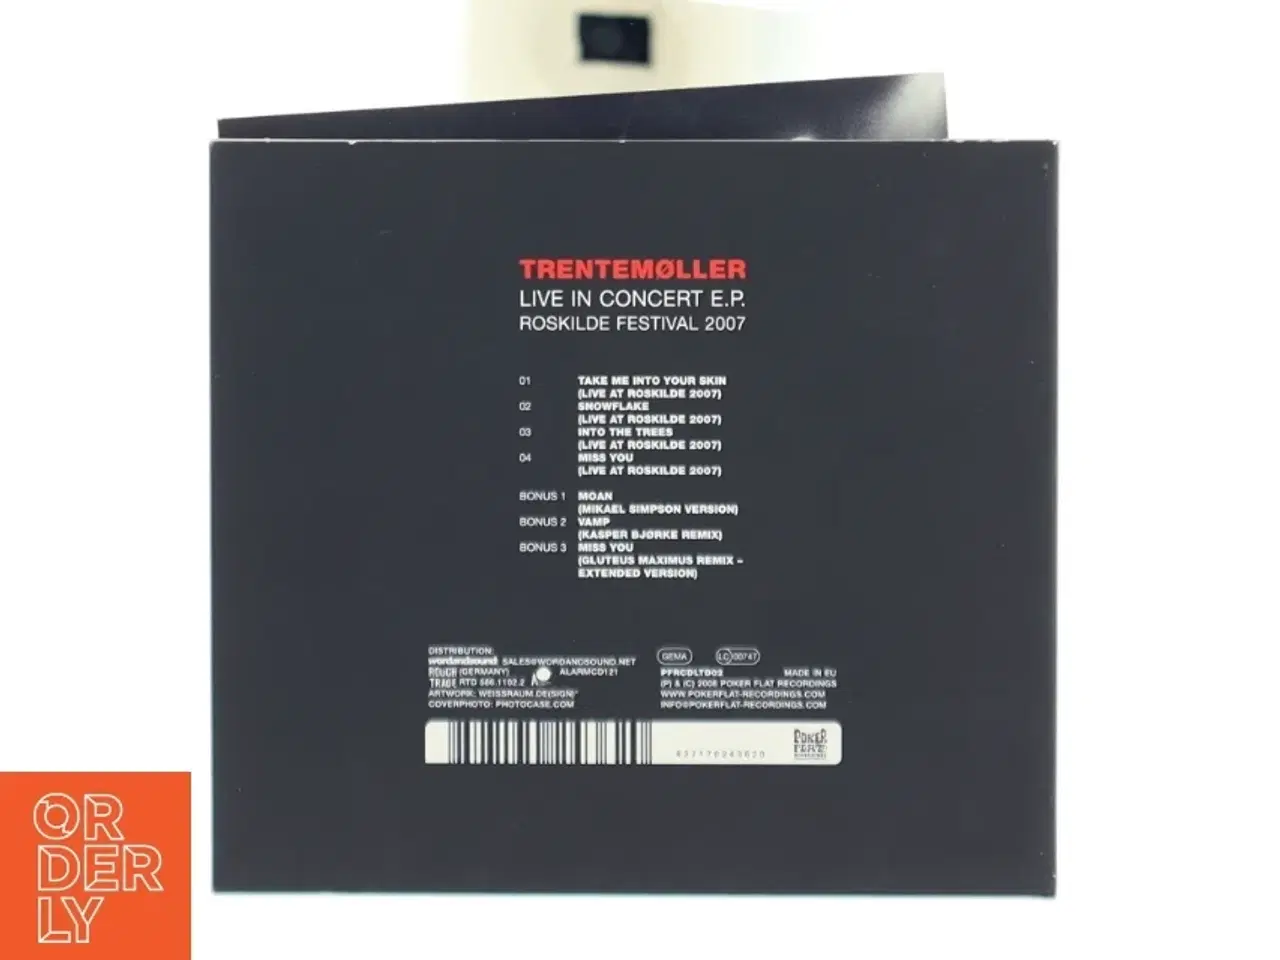 TRENTEMØLLER
LIVE IN CONCERT E.P.
ROSKILDE FESTIVAL 2007
01 TAKE ME INTO YOUR SKIN
(LIVE AT ROSKILDE 2007)
02 SNOWFLAKE
(LIVE AT ROSKILDE 2007)
03 INTO THE TREES
(LIVE AT ROSKILDE 2007)
04 MISS YOU
(LIVE AT ROSKILDE 2007)
BONUS 1 MOAN
(MIKAEL SIMPSON VERSION)
BONUS 2 VAMP
(KASPER BJØRKE REMIX)
BONUS 3 MISS YOU
(GLUTEUS MAXIMUS REMIX –
EXTENDED VERSION)
DISTRIBUTION:
wordandsound SALES@WORDANDSOUND.NET
ROUGH (GERMANY) ALARMCD121
TRADE RTD 586.1102.2
ARTWORK: WEISSRAUM.DE(SIGN)
COVERPHOTO: PHOTOCASE.COM
GEMA LC 00747
PFRCDLTD02 MADE IN EU
(P) & (C) 2008 POKER FLAT RECORDINGS
WWW.POKERFLAT-RECORDINGS.COM
INFO@POKERFLAT-RECORDINGS.COM
POKER
FLAT
RECORDINGS
OR
DER
LY